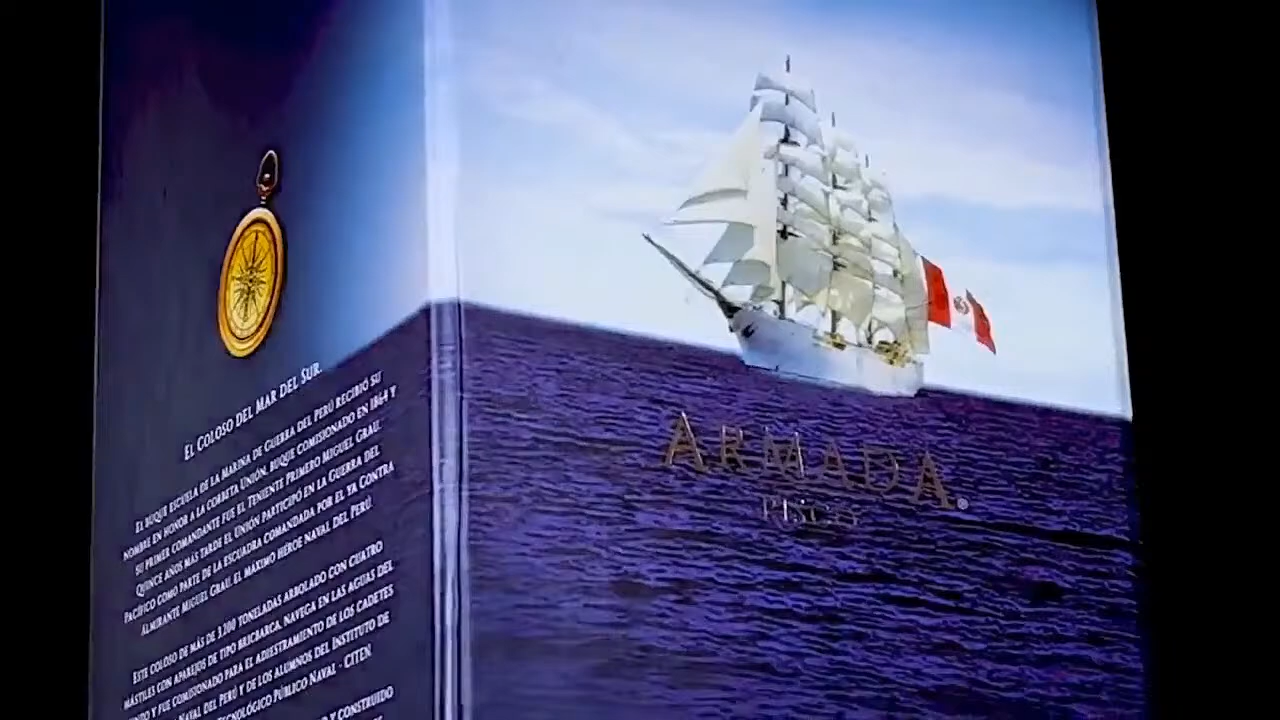 El Coloso del Mar del Sur.
El buque escuela de la Marina de Guerra del Perú recibió su
nombre en honor a la corbeta Unión, buque comisionado en 1864 y
su primer comandante fue el Teniente Primero Miguel Grau.
Quince años más tarde el Unión participó en la Guerra del
Pacífico como parte de la escuadra comandada por el ya Contra
Almirante Miguel Grau, el máximo héroe naval del Perú.
Este coloso de más de 3,200 toneladas arbolado con cuatro
mástiles con aparejos de tipo bricbarca, navega en las aguas del
y fue comisionado para el adiestramiento de los cadetes
Naval del Perú y de los alumnos del Instituto de
Tecnológico Público Naval - CITEN
y construido
ARMADA®
PISCO